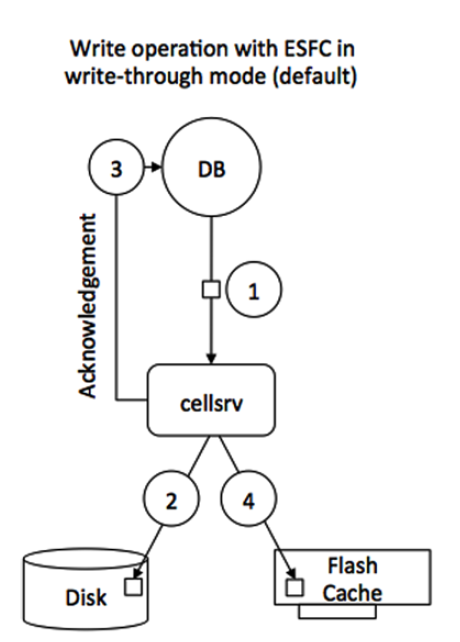 Write operation with ESFC in
write-through mode (default)
3
DB
Acknowledgement
1
cellsrv
2
4
Disk
Flash
Cache